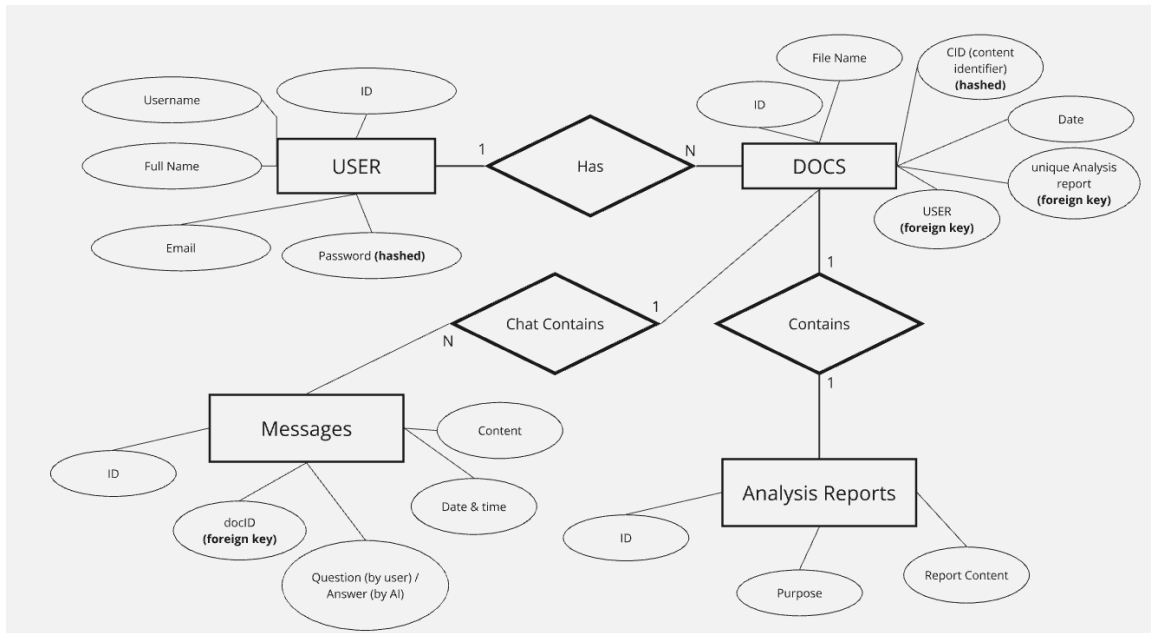 File Name
CID (content
identifier)
(hashed)
ID
Username
ID
Date
1
N
USER
Has
DOCS
Full Name
unique Analysis
report
(foreign key)
USER
(foreign key)
Email
Password (hashed)
1
1
Chat Contains
Contains
N
1
Messages
Content
ID
Date & time
Analysis Reports
docID
(foreign key)
ID
Question (by user) /
Answer (by AI)
Purpose
Report Content